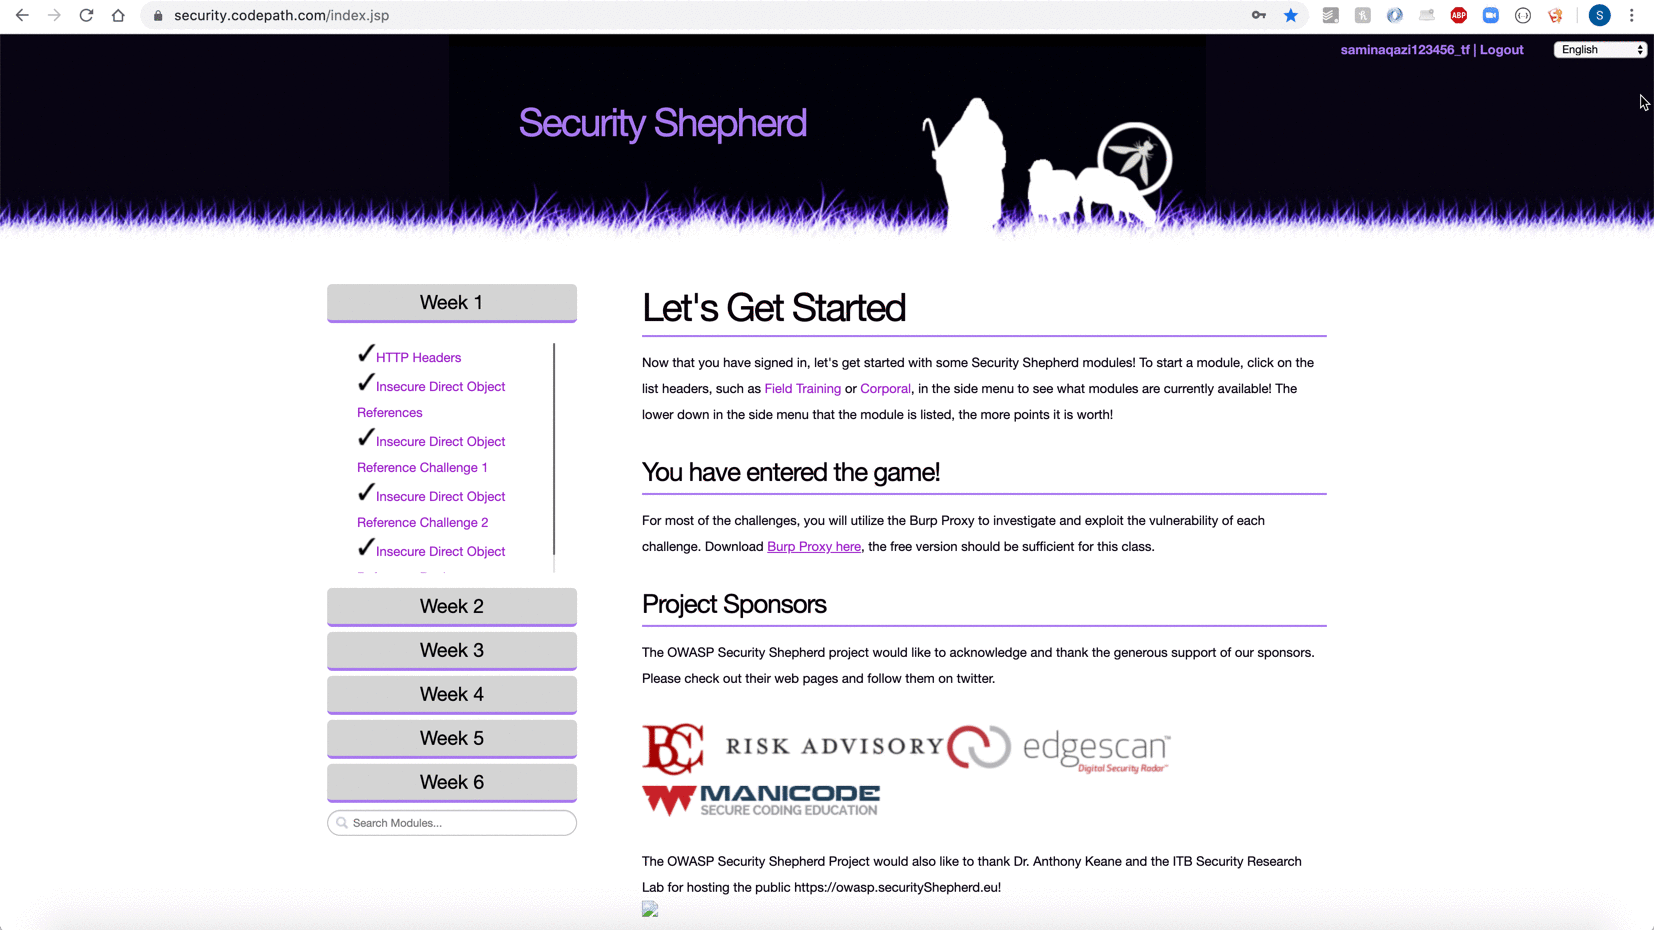 security.codepath.com/index.jsp
ABP
S
saminaqazi123456_tf | Logout
English
Security Shepherd
Week 1
HTTP Headers
Insecure Direct Object
References
Insecure Direct Object
Reference Challenge 1
Insecure Direct Object
Reference Challenge 2
Insecure Direct Object
Week 2
Week 3
Week 4
Week 5
Week 6
Search Modules...
Let's Get Started
Now that you have signed in, let's get started with some Security Shepherd modules! To start a module, click on the
list headers, such as Field Training or Corporal, in the side menu to see what modules are currently available! The
lower down in the side menu that the module is listed, the more points it is worth!
You have entered the game!
For most of the challenges, you will utilize the Burp Proxy to investigate and exploit the vulnerability of each
challenge. Download Burp Proxy here, the free version should be sufficient for this class.
Project Sponsors
The OWASP Security Shepherd project would like to acknowledge and thank the generous support of our sponsors.
Please check out their web pages and follow them on twitter.
BCC RISK ADVISORY edgescan™
Digital Security Radar™
MANICODE
SECURE CODING EDUCATION
The OWASP Security Shepherd Project would also like to thank Dr. Anthony Keane and the ITB Security Research
Lab for hosting the public https://owasp.securityShepherd.eu!